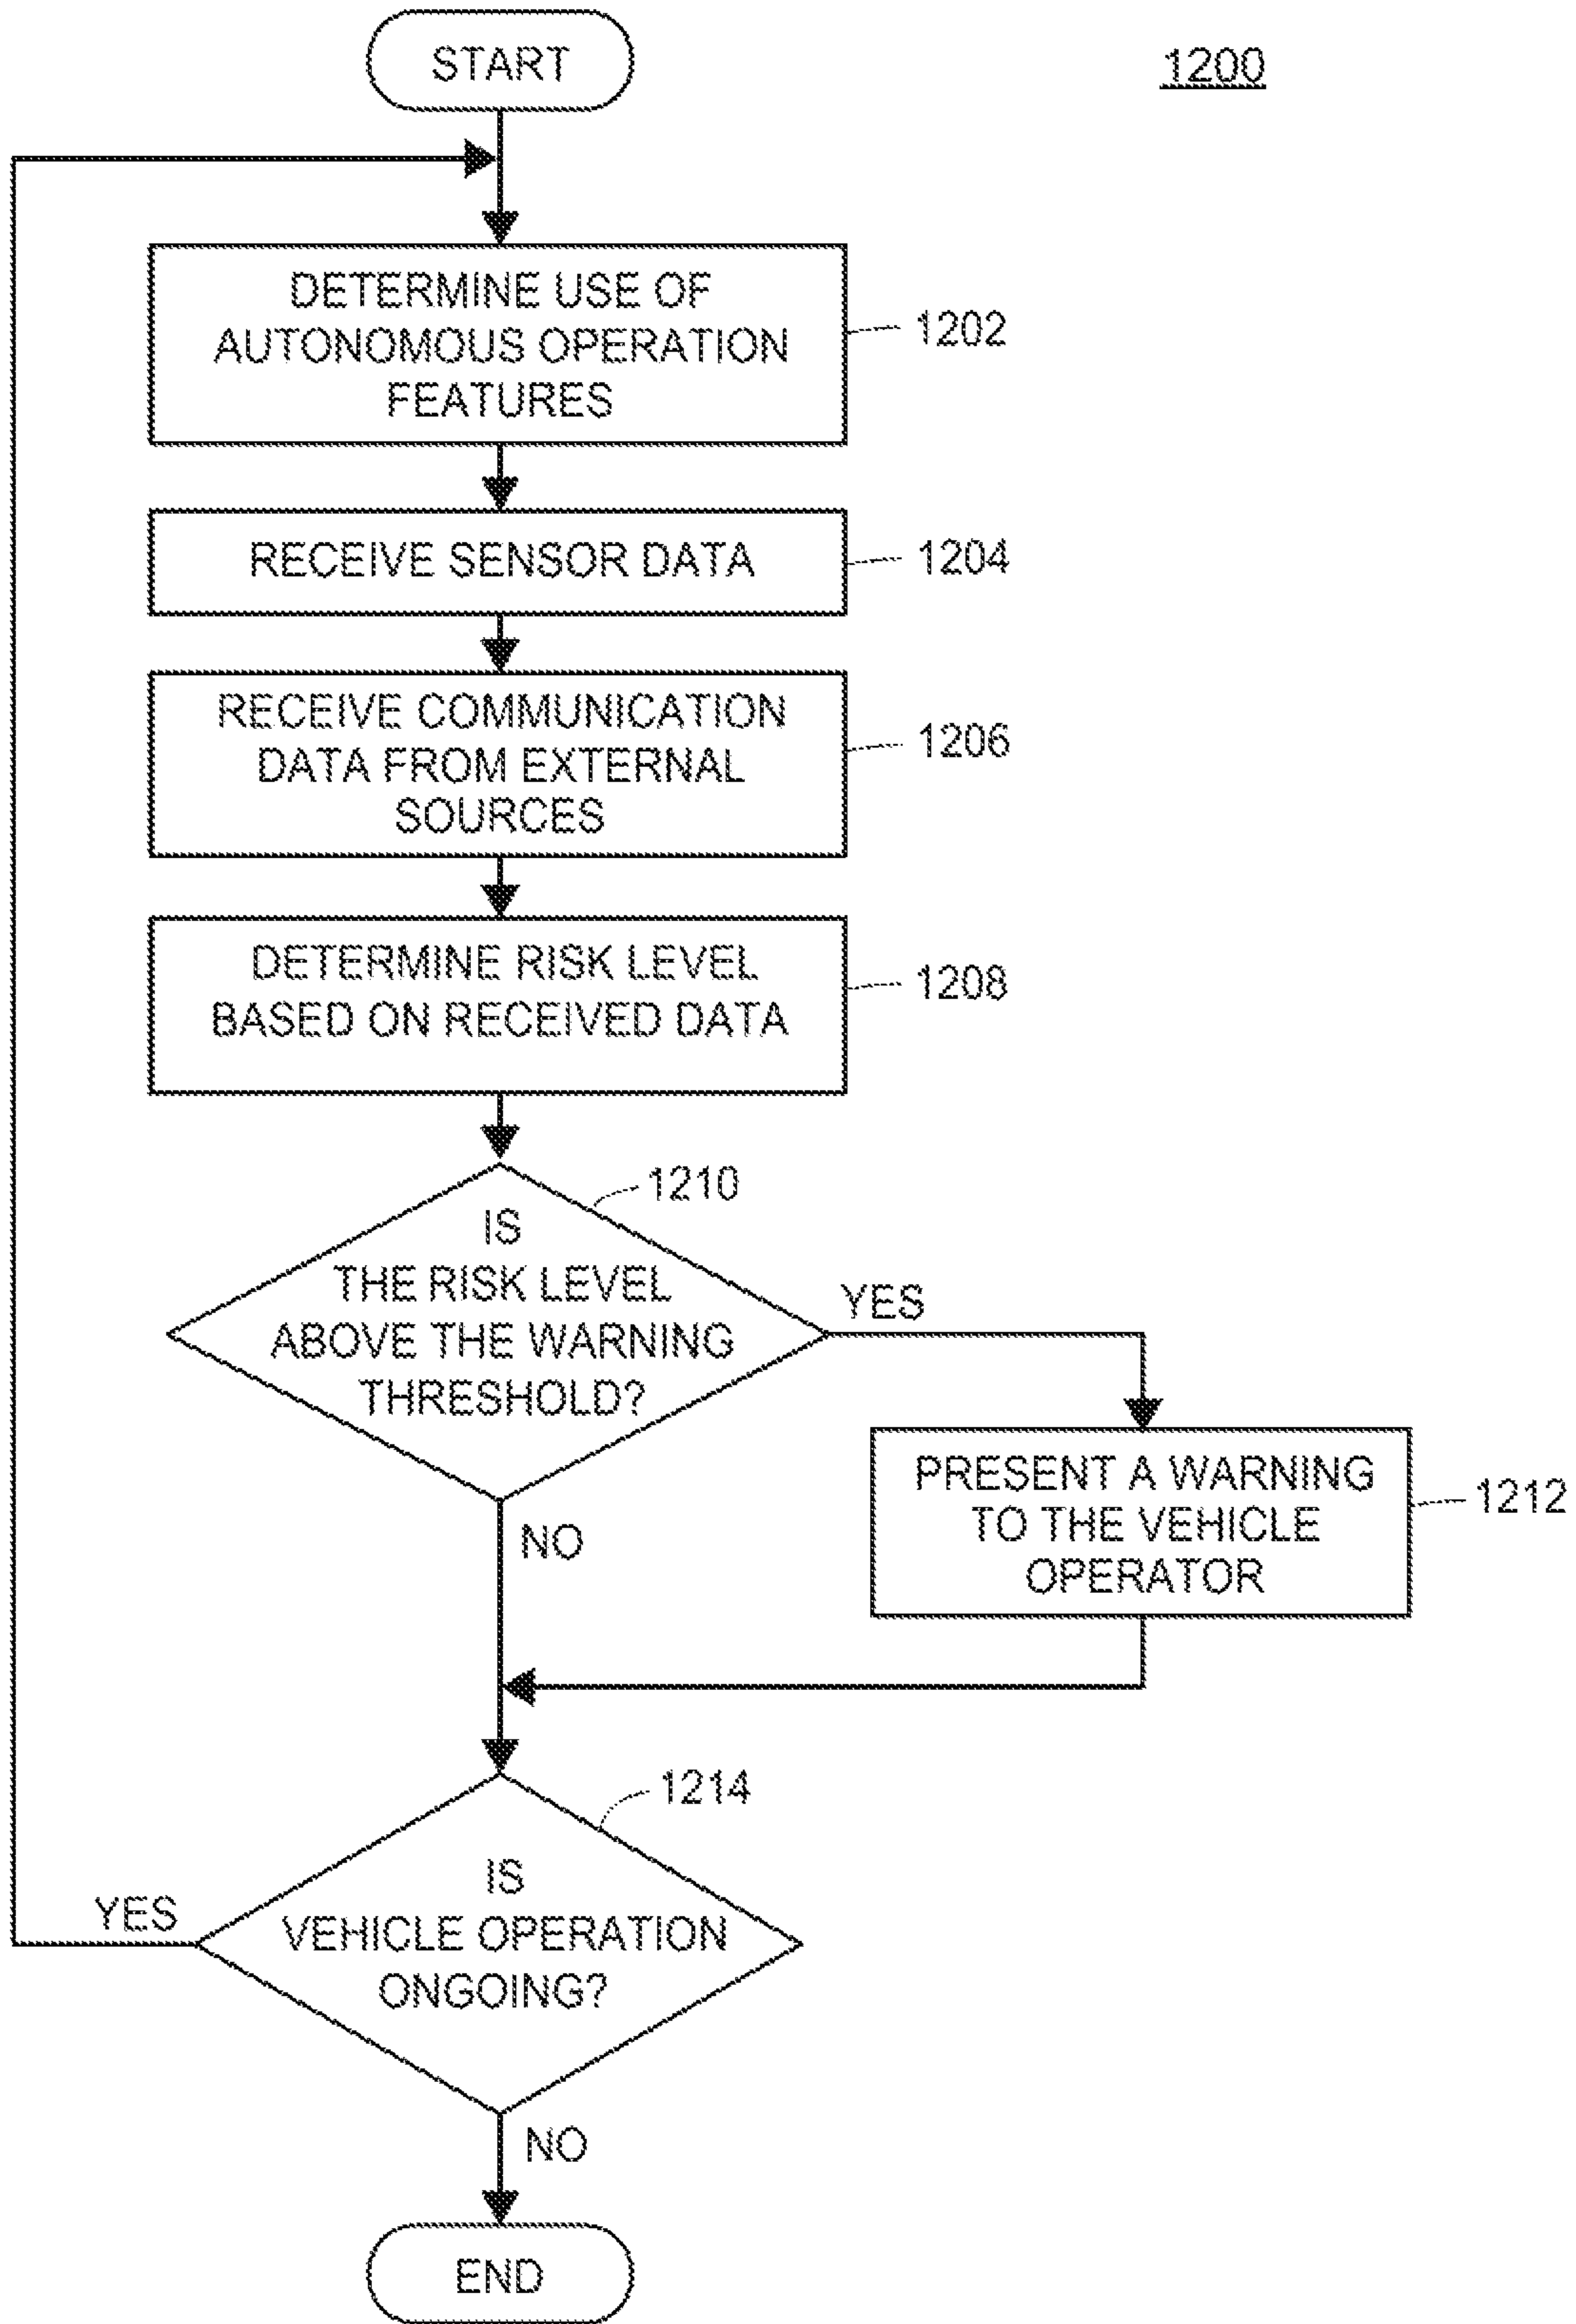 START
1200
DETERMINE USE OF
AUTONOMOUS OPERATION
FEATURES
1202
RECEIVE SENSOR DATA
1204
RECEIVE COMMUNICATION
DATA FROM EXTERNAL
SOURCES
1206
DETERMINE RISK LEVEL
BASED ON RECEIVED DATA
1208
1210
IS
THE RISK LEVEL
ABOVE THE WARNING
THRESHOLD?
YES
NO
PRESENT A WARNING
TO THE VEHICLE
OPERATOR
1212
1214
IS
VEHICLE OPERATION
ONGOING?
YES
NO
END